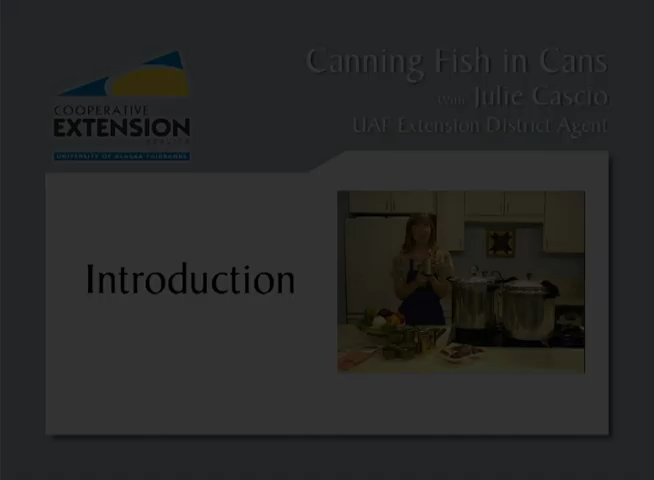 Canning Fish in Cans
with Julie Cascio
UAF Extension District Agent
COOPERATIVE
EXTENSION
SERVICE
UNIVERSITY OF ALASKA FAIRBANKS
Introduction